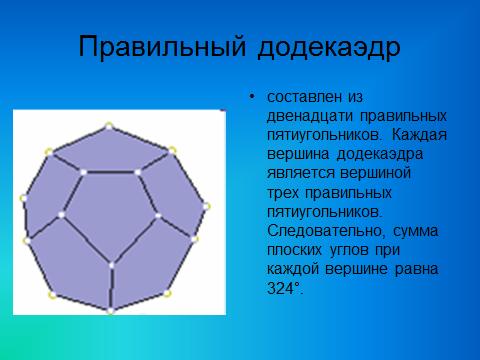 Правильный додекаэдр
• составлен из
двенадцати правильных
пятиугольников. Каждая
вершина додекаэдра
является вершиной
трех правильных
пятиугольников.
Следовательно, сумма
плоских углов при
каждой вершине равна
324°.